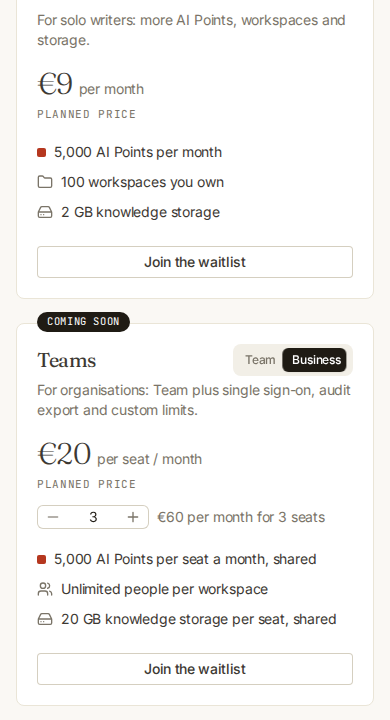 For solo writers: more AI Points, workspaces and
storage.
€9 per month
PLANNED PRICE
5,000 AI Points per month
100 workspaces you own
2 GB knowledge storage
Join the waitlist
COMING SOON
Teams
Team Business
For organisations: Team plus single sign-on, audit
export and custom limits.
€20 per seat / month
PLANNED PRICE
− 3 + €60 per month for 3 seats
5,000 AI Points per seat a month, shared
Unlimited people per workspace
20 GB knowledge storage per seat, shared
Join the waitlist